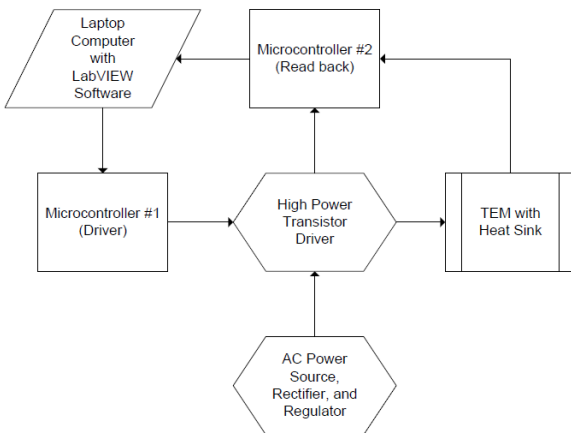 Laptop
Computer
with
LabVIEW
Software
Microcontroller #2
(Read back)
Microcontroller #1
(Driver)
High Power
Transistor
Driver
TEM with
Heat Sink
AC Power
Source,
Rectifier, and
Regulator